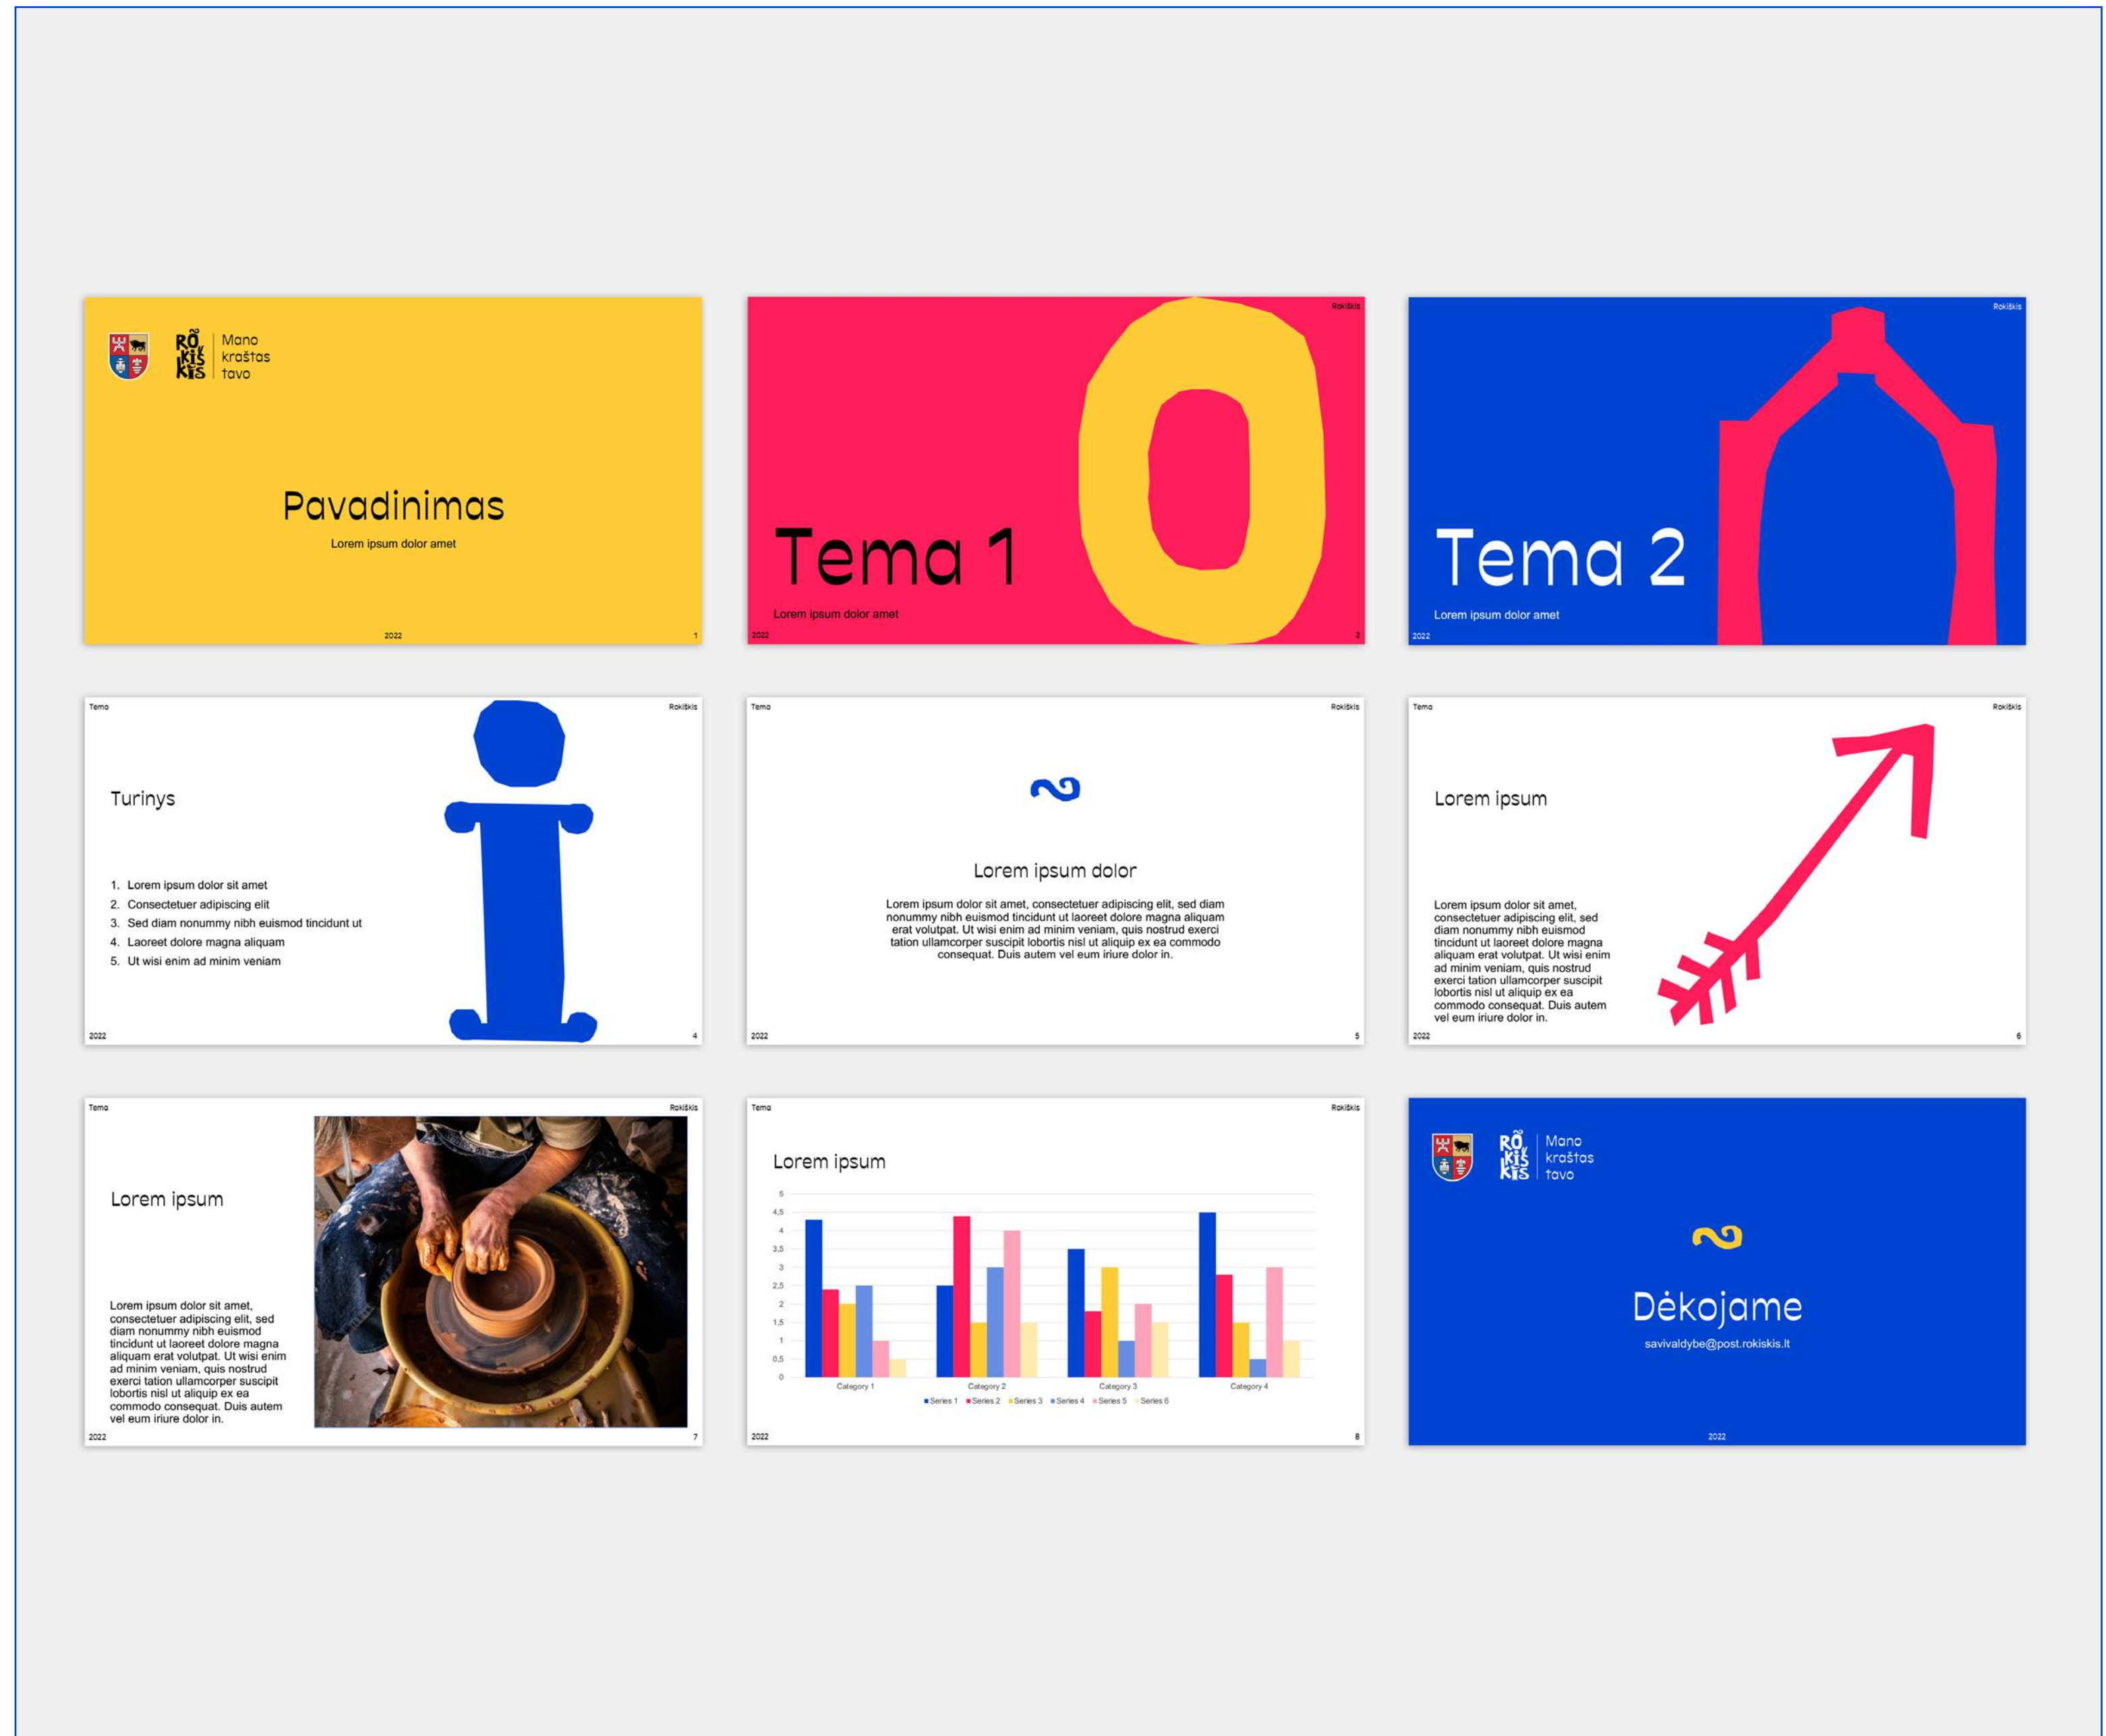 RÕ
KIŠ
KIS
Mano
kraštas
tavo
Pavadinimas
Lorem ipsum dolor amet
2022
1
Rokiškis
Tema 1
Lorem ipsum dolor amet
2022
2
Rokiškis
Tema 2
Lorem ipsum dolor amet
2022
Tema
Rokiškis
Turinys
1. Lorem ipsum dolor sit amet
2. Consectetuer adipiscing elit
3. Sed diam nonummy nibh euismod tincidunt ut
4. Laoreet dolore magna aliquam
5. Ut wisi enim ad minim veniam
2022
4
Tema
Rokiškis
Lorem ipsum dolor
Lorem ipsum dolor sit amet, consectetuer adipiscing elit, sed diam
nonummy nibh euismod tincidunt ut laoreet dolore magna aliquam
erat volutpat. Ut wisi enim ad minim veniam, quis nostrud exerci
tation ullamcorper suscipit lobortis nisl ut aliquip ex ea commodo
consequat. Duis autem vel eum iriure dolor in.
2022
5
Tema
Rokiškis
Lorem ipsum
Lorem ipsum dolor sit amet,
consectetuer adipiscing elit, sed
diam nonummy nibh euismod
tincidunt ut laoreet dolore magna
aliquam erat volutpat. Ut wisi enim
ad minim veniam, quis nostrud
exerci tation ullamcorper suscipit
lobortis nisl ut aliquip ex ea
commodo consequat. Duis autem
vel eum iriure dolor in.
2022
6
Tema
Rokiškis
Lorem ipsum
Lorem ipsum dolor sit amet,
consectetuer adipiscing elit, sed
diam nonummy nibh euismod
tincidunt ut laoreet dolore magna
aliquam erat volutpat. Ut wisi enim
ad minim veniam, quis nostrud
exerci tation ullamcorper suscipit
lobortis nisl ut aliquip ex ea
commodo consequat. Duis autem
vel eum iriure dolor in.
2022
7
Tema
Rokiškis
Lorem ipsum
5
4,5
4
3,5
3
2,5
2
1,5
1
0,5
0
Category 1 Category 2 Category 3 Category 4
Series 1 Series 2 Series 3 Series 4 Series 5 Series 6
2022
8
RÕ
KIŠ
KIS
Mano
kraštas
tavo
Dėkojame
savivaldybe@post.rokiskis.lt
2022